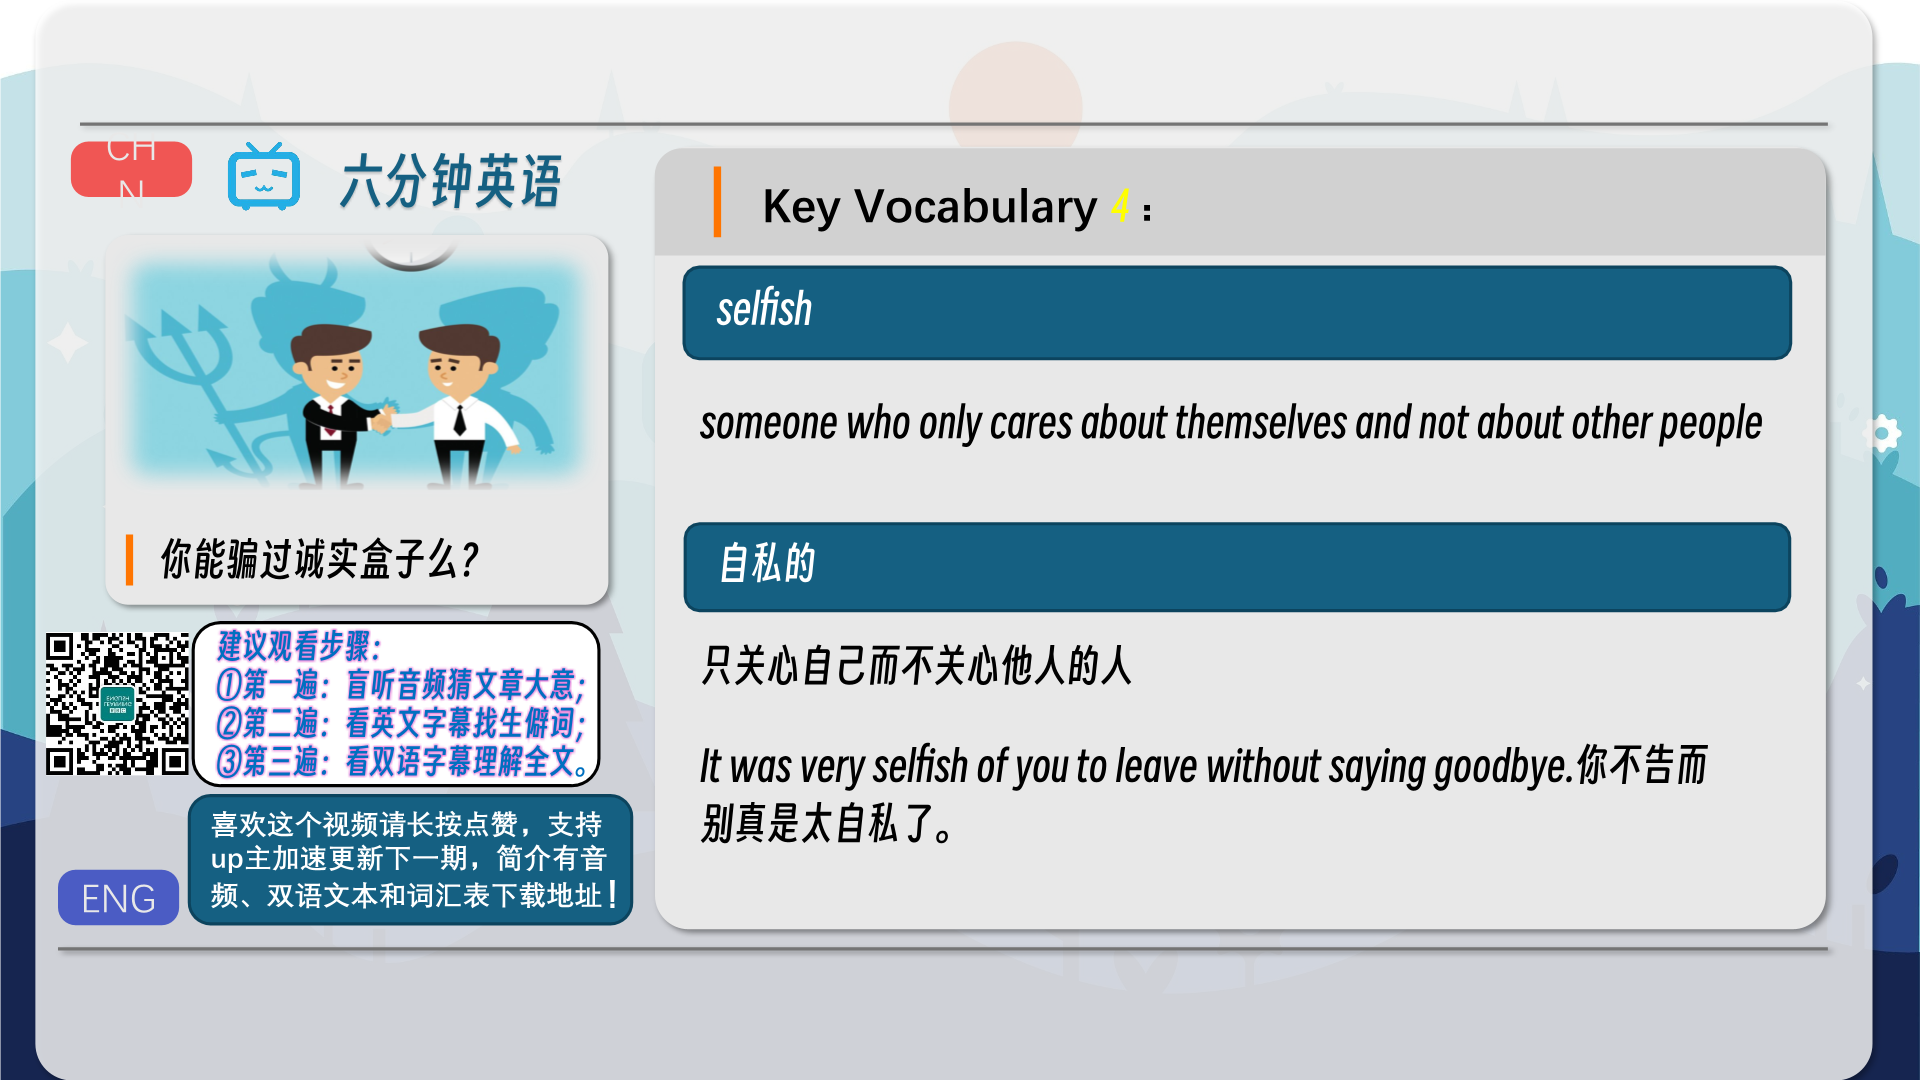 CH
N
六分钟英语
你能骗过诚实盒子么?
建议观看步骤:
①第一遍: 盲听音频猜文章大意;
②第二遍: 看英文字幕找生僻词;
③第三遍: 看双语字幕理解全文。
喜欢这个视频请长按点赞，支持
up主加速更新下一期，简介有音
频、双语文本和词汇表下载地址！
ENG
Key Vocabulary 4：
selfish
someone who only cares about themselves and not about other people
自私的
只关心自己而不关心他人的人
It was very selfish of you to leave without saying goodbye.你不告而
别真是太自私了。